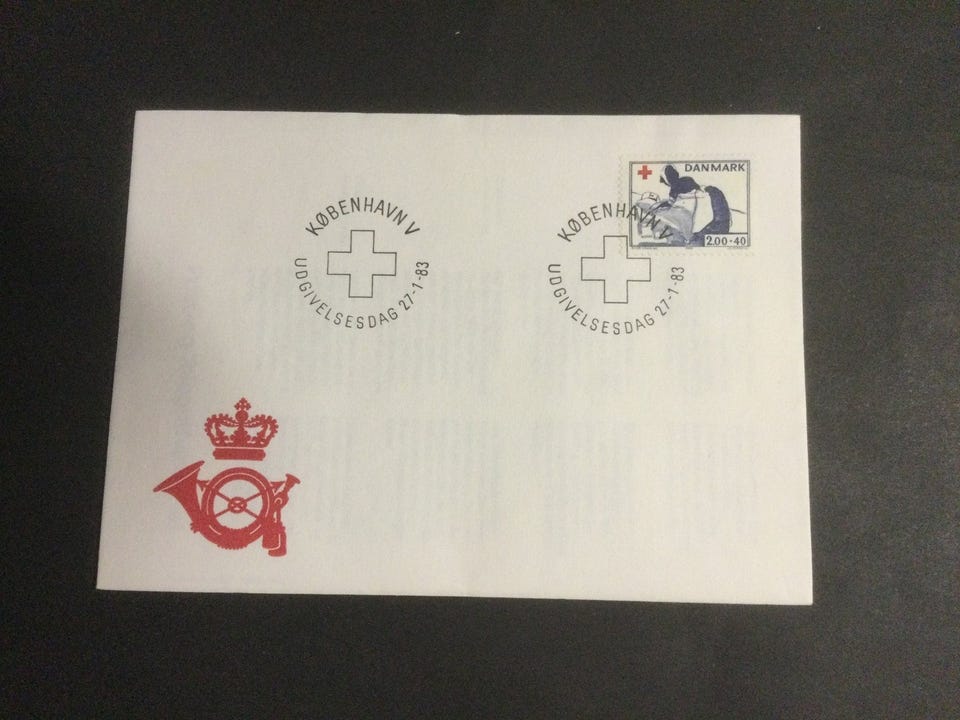 KØBENHAVN V
UDGIVELSESDAG 27-1-83
KØBENHAVN V
UDGIVELSESDAG 27-1-83
DANMARK
2.00+40